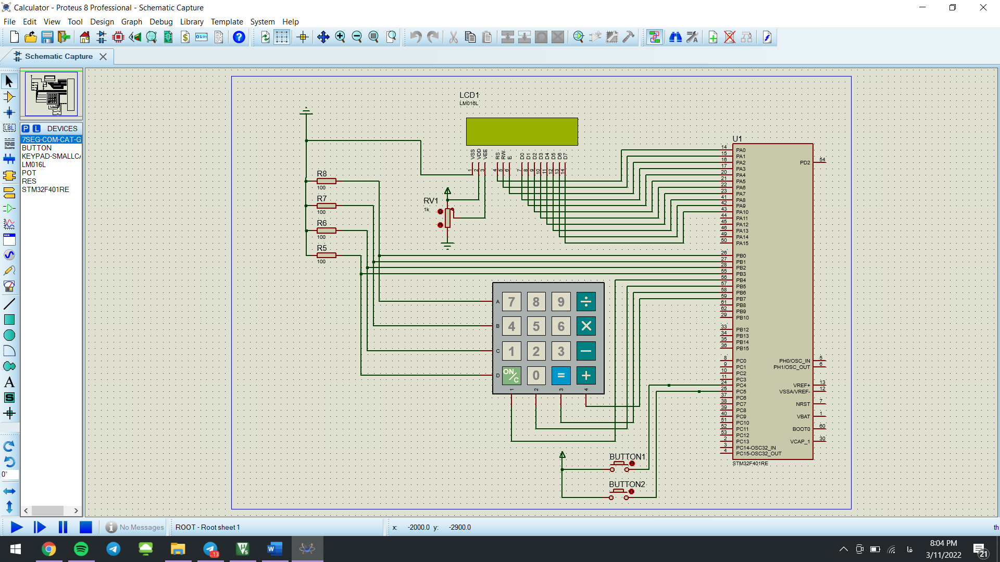 Calculator - Proteus 8 Professional - Schematic Capture
File Edit View Tool Design Graph Debug Library Template System Help
Schematic Capture
P L DEVICES
7SEG-COM-CAT-G
BUTTON
KEYPAD-SMALLCA
LM016L
POT
RES
STM32F401RE
LBL
A
S
0°
LCD1
LM016L
VSS VDD VEE RS RW E D0 D1 D2 D3 D4 D5 D6 D7
1 2 3 4 5 6 7 8 9 10 11 12 13 14
R8
100
R7
100
R6
100
R5
100
RV1
1k
A 7 8 9 ÷
B 4 5 6 ×
C 1 2 3 −
D ON/C 0 = +
1 2 3 4
BUTTON1
BUTTON2
U1
14 PA0
15 PA1
16 PA2
17 PA3
20 PA4
21 PA5
22 PA6
23 PA7
41 PA8
42 PA9
43 PA10
44 PA11
45 PA12
46 PA13
49 PA14
50 PA15
26 PB0
27 PB1
28 PB2
55 PB3
56 PB4
57 PB5
58 PB6
59 PB7
61 PB8
62 PB9
29 PB10
33 PB12
34 PB13
35 PB14
36 PB15
8 PC0
9 PC1
10 PC2
11 PC3
24 PC4
25 PC5
37 PC6
38 PC7
39 PC8
40 PC9
51 PC10
52 PC11
53 PC12
2 PC13
3 PC14-OSC32_IN
4 PC15-OSC32_OUT
PD2 54
PH0/OSC_IN 5
PH1/OSC_OUT 6
VREF+ 13
VSSA/VREF- 12
NRST 7
VBAT 1
BOOT0 60
VCAP_1 30
STM32F401RE
No Messages
ROOT - Root sheet 1
x: -2000.0 y: -2900.0
th
..13
فا
8:04 PM
3/11/2022
21